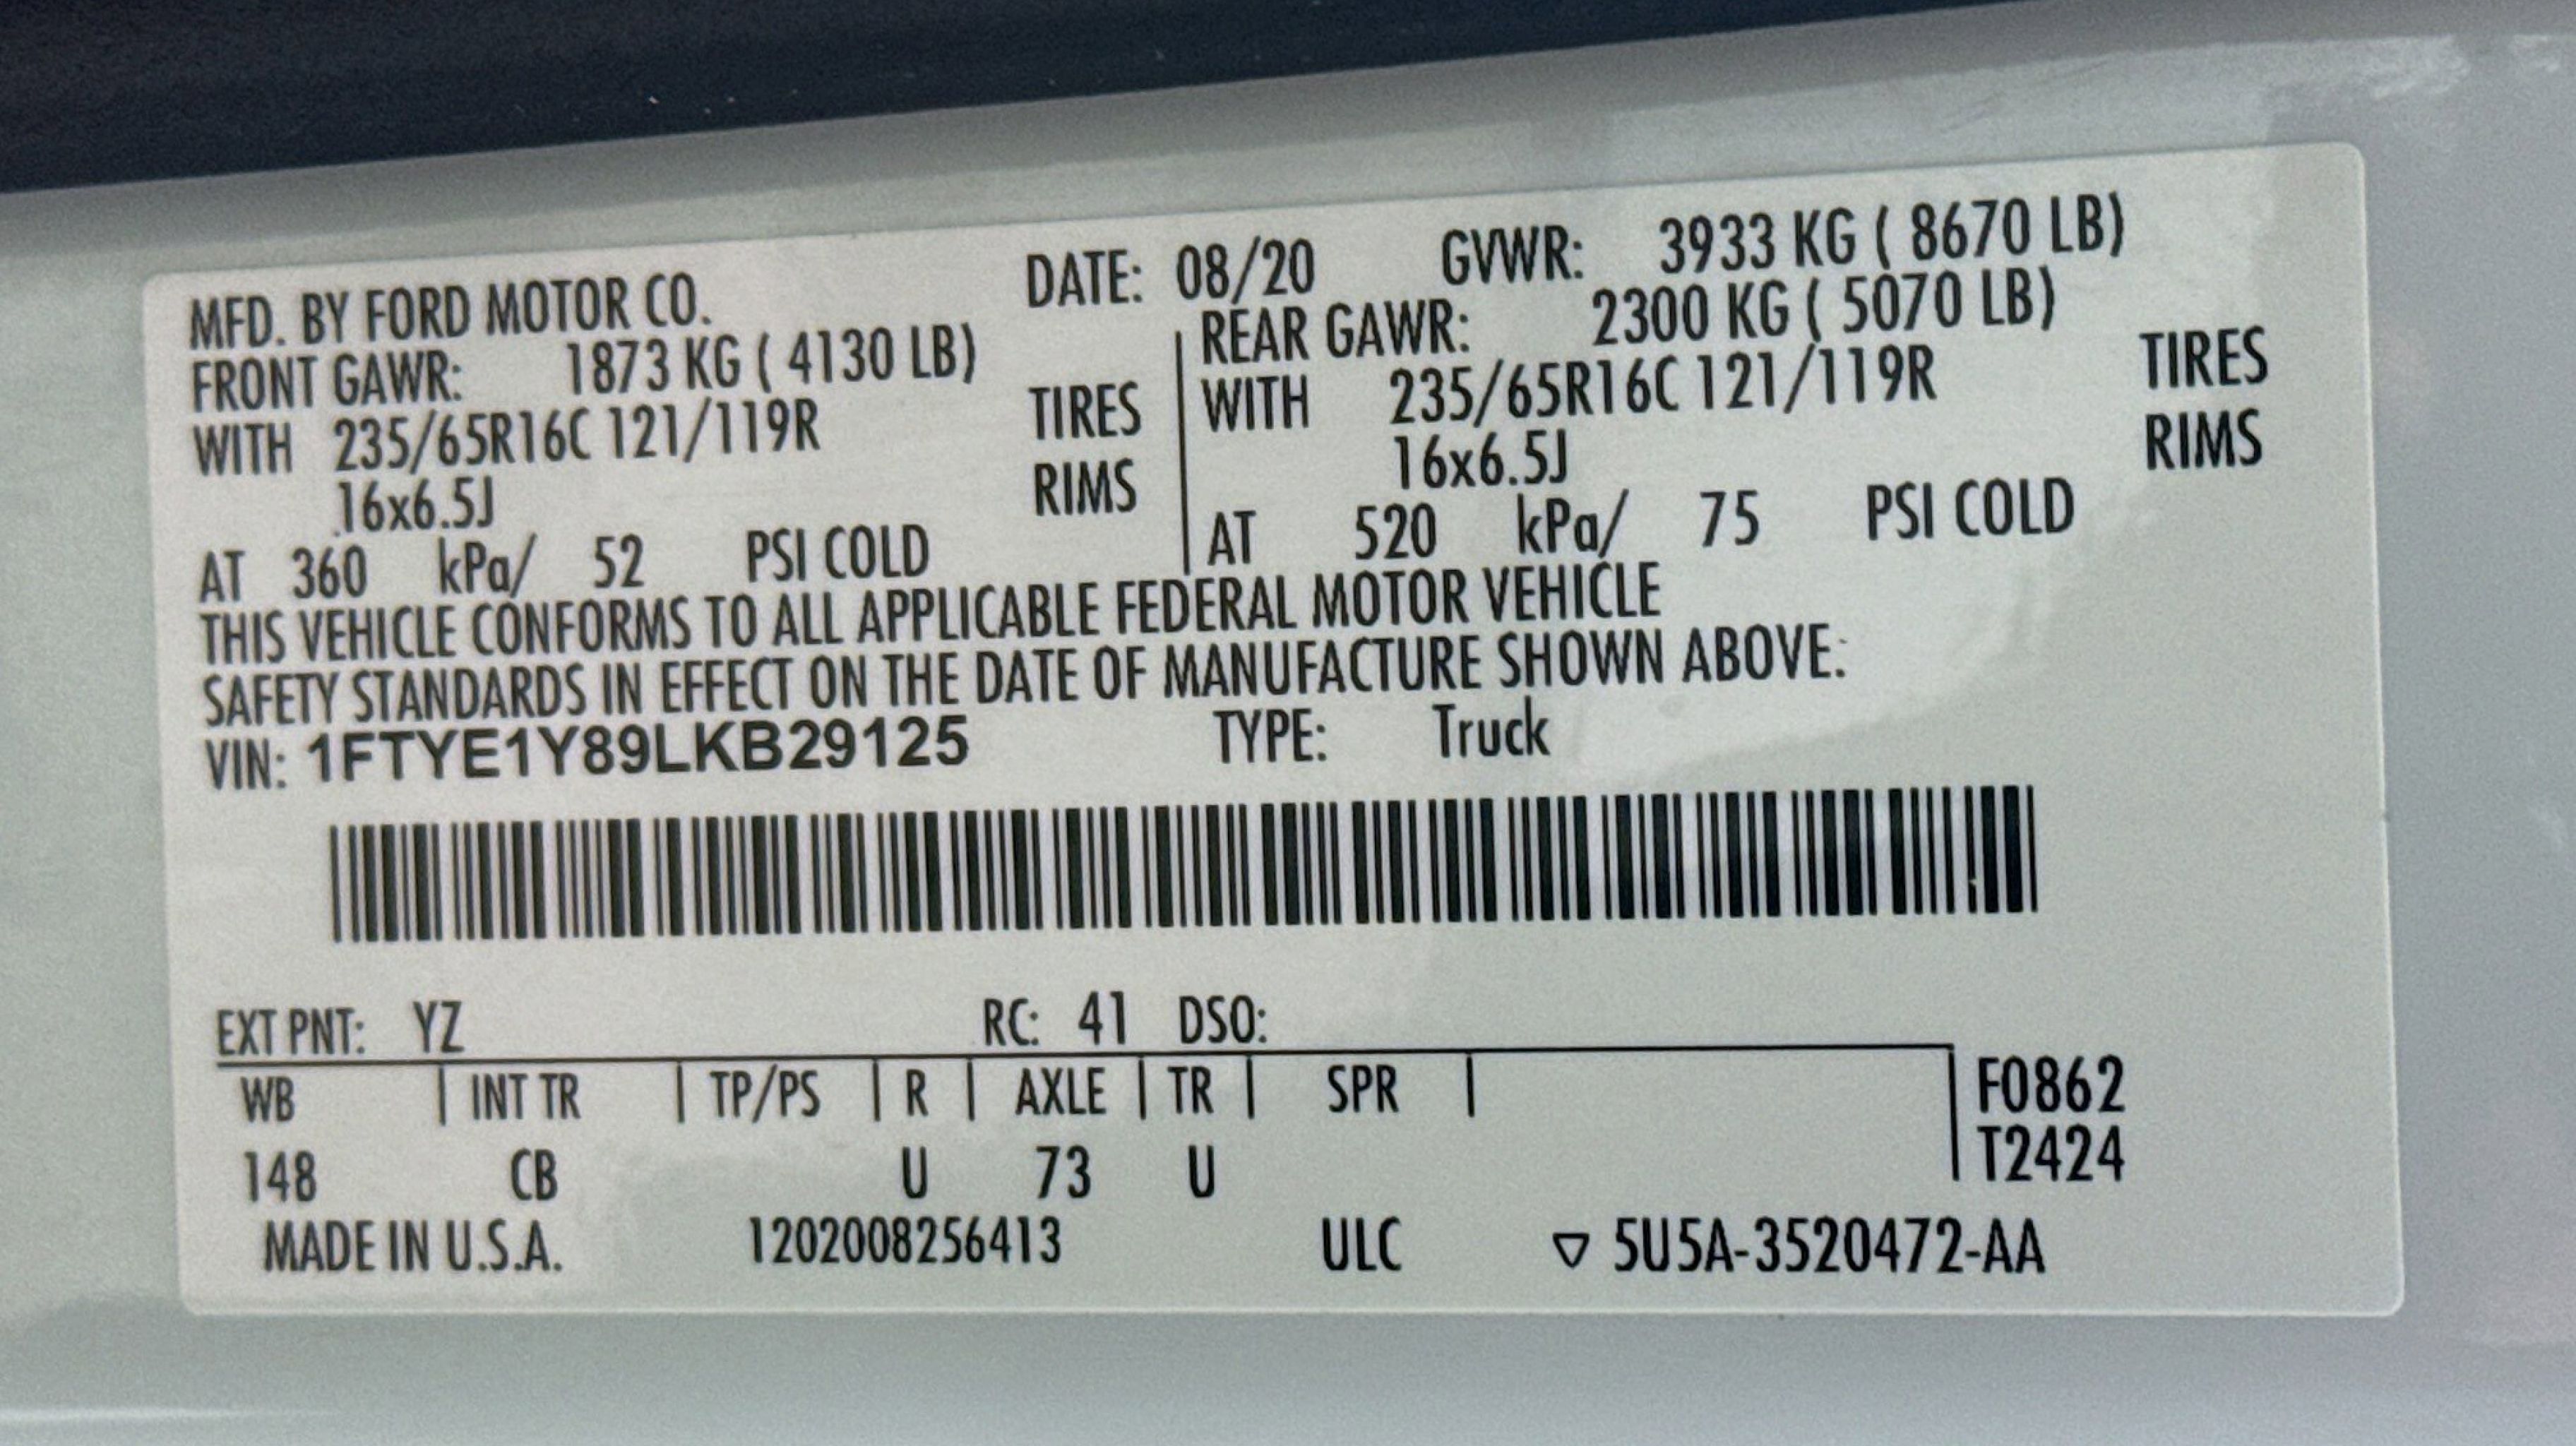 MFD. BY FORD MOTOR CO. DATE: 08/20 GVWR: 3933 KG ( 8670 LB)
FRONT GAWR: 1873 KG ( 4130 LB) REAR GAWR: 2300 KG ( 5070 LB)
WITH 235/65R16C 121/119R TIRES WITH 235/65R16C 121/119R TIRES
16x6.5J RIMS 16x6.5J RIMS
AT 360 kPa/ 52 PSI COLD AT 520 kPa/ 75 PSI COLD
THIS VEHICLE CONFORMS TO ALL APPLICABLE FEDERAL MOTOR VEHICLE
SAFETY STANDARDS IN EFFECT ON THE DATE OF MANUFACTURE SHOWN ABOVE.
VIN: 1FTYE1Y89LKB29125 TYPE: Truck
EXT PNT: YZ RC: 41 DSO:
WB | INT TR | TP/PS | R | AXLE | TR | SPR | F0862
T2424
148 CB U 73 U
MADE IN U.S.A. 1202008256413 ULC ▽ 5U5A-3520472-AA